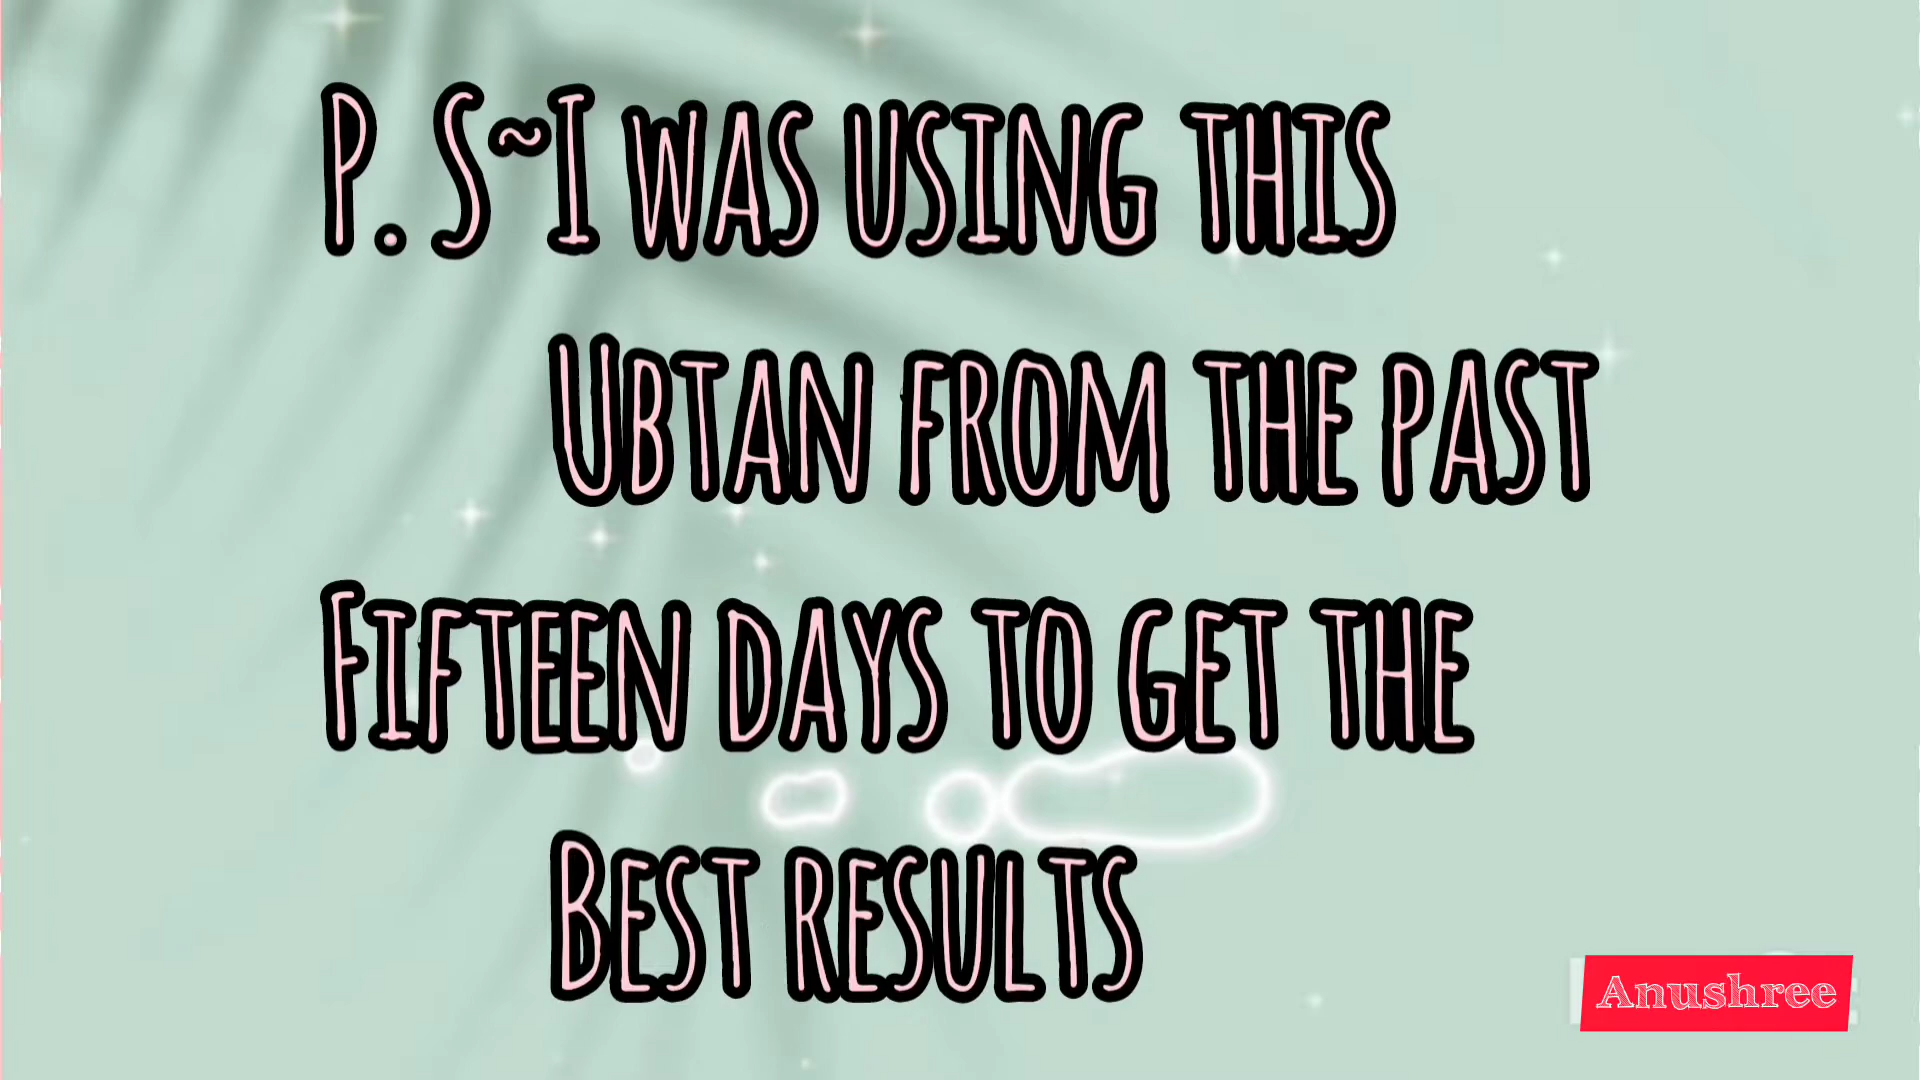 P. S~I was using this
Ubtan from the past
Fifteen days to get the
Best results
Anushree